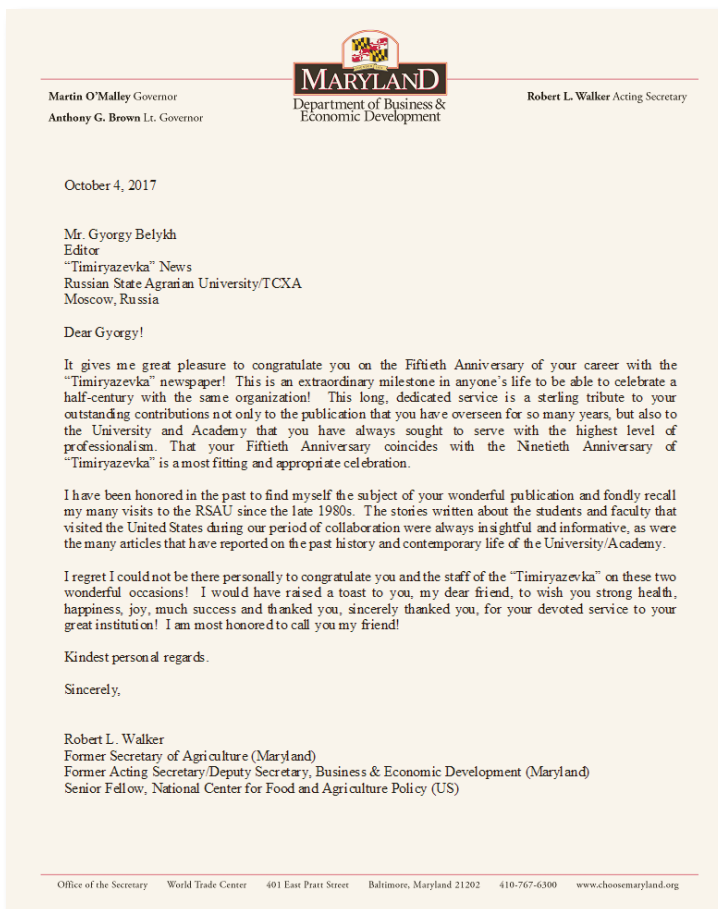 MARYLAND
Department of Business &
Economic Development
Martin O'Malley Governor
Anthony G. Brown Lt. Governor
Robert L. Walker Acting Secretary
October 4, 2017
Mr. Gyorgy Belykh
Editor
“Timiryazevka” News
Russian State Agrarian University/TCXA
Moscow, Russia
Dear Gyorgy!
It gives me great pleasure to congratulate you on the Fiftieth Anniversary of your career with the
“Timiryazevka” newspaper! This is an extraordinary milestone in anyone’s life to be able to celebrate a
half-century with the same organization! This long, dedicated service is a sterling tribute to your
outstanding contributions not only to the publication that you have overseen for so many years, but also to
the University and Academy that you have always sought to serve with the highest level of
professionalism. That your Fiftieth Anniversary coincides with the Ninetieth Anniversary of
“Timiryazevka” is a most fitting and appropriate celebration.
I have been honored in the past to find myself the subject of your wonderful publication and fondly recall
my many visits to the RSAU since the late 1980s. The stories written about the students and faculty that
visited the United States during our period of collaboration were always insightful and informative, as were
the many articles that have reported on the past history and contemporary life of the University/Academy.
I regret I could not be there personally to congratulate you and the staff of the “Timiryazevka” on these two
wonderful occasions! I would have raised a toast to you, my dear friend, to wish you strong health,
happiness, joy, much success and thanked you, sincerely thanked you, for your devoted service to your
great institution! I am most honored to call you my friend!
Kindest personal regards.
Sincerely,
Robert L. Walker
Former Secretary of Agriculture (Maryland)
Former Acting Secretary/Deputy Secretary, Business & Economic Development (Maryland)
Senior Fellow, National Center for Food and Agriculture Policy (US)
Office of the Secretary World Trade Center 401 East Pratt Street Baltimore, Maryland 21202 410-767-6300 www.choosemaryland.org